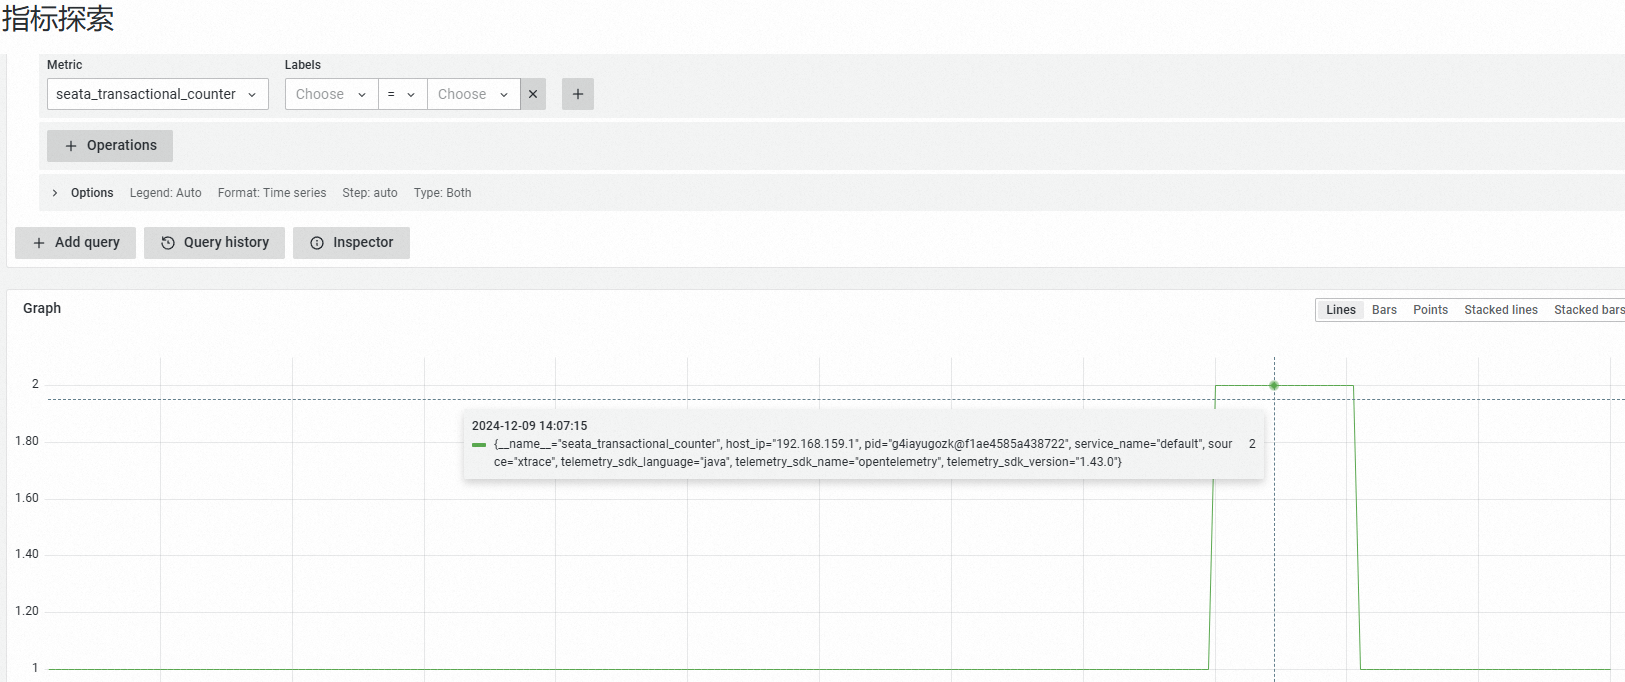 指标探索
Metric Labels
seata_transactional_counter Choose = Choose × +
+ Operations
> Options Legend: Auto Format: Time series Step: auto Type: Both
+ Add query Query history Inspector
Graph Lines Bars Points Stacked lines Stacked bars
2
2024-12-09 14:07:15
1.80 {__name__="seata_transactional_counter", host_ip="192.168.159.1", pid="g4iayugozk@f1ae4585a438722", service_name="default", sour 2
ce="xtrace", telemetry_sdk_language="java", telemetry_sdk_name="opentelemetry", telemetry_sdk_version="1.43.0"}
1.60
1.40
1.20
1